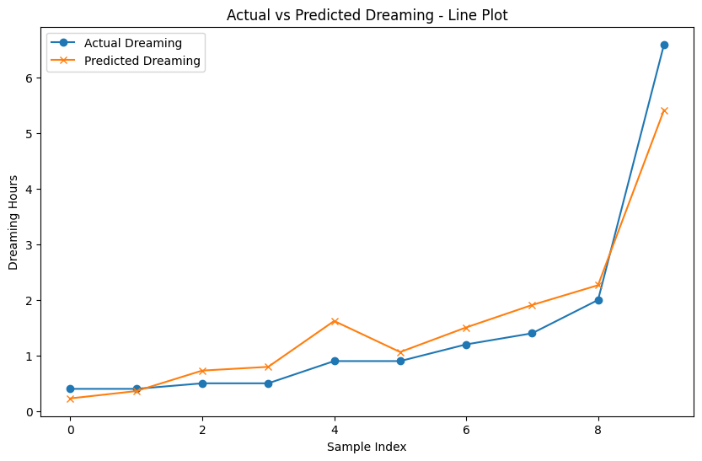 Actual vs Predicted Dreaming - Line Plot
Actual Dreaming
Predicted Dreaming
Dreaming Hours
6
5
4
3
2
1
0
0 2 4 6 8
Sample Index